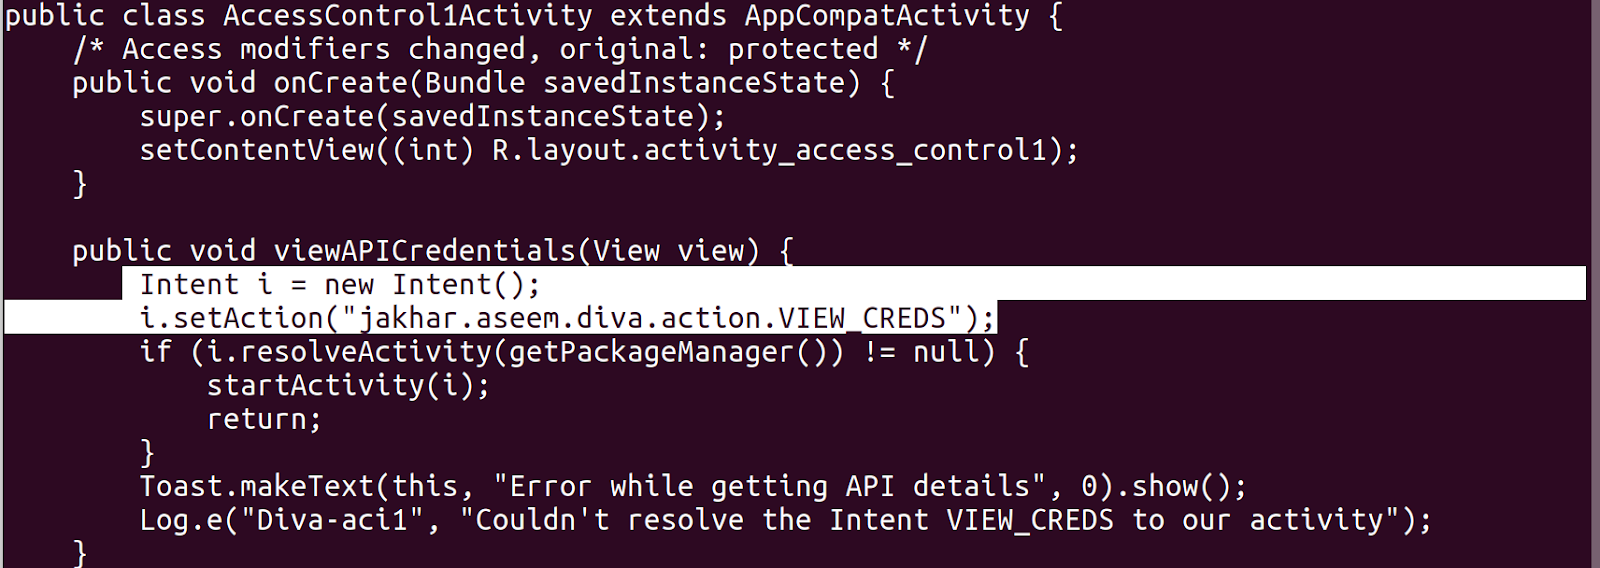 public class AccessControl1Activity extends AppCompatActivity {
    /* Access modifiers changed, original: protected */
    public void onCreate(Bundle savedInstanceState) {
        super.onCreate(savedInstanceState);
        setContentView((int) R.layout.activity_access_control1);
    }

    public void viewAPICredentials(View view) {
        Intent i = new Intent();
        i.setAction("jakhar.aseem.diva.action.VIEW_CREDS");
        if (i.resolveActivity(getPackageManager()) != null) {
            startActivity(i);
            return;
        }
        Toast.makeText(this, "Error while getting API details", 0).show();
        Log.e("Diva-aci1", "Couldn't resolve the Intent VIEW_CREDS to our activity");
    }